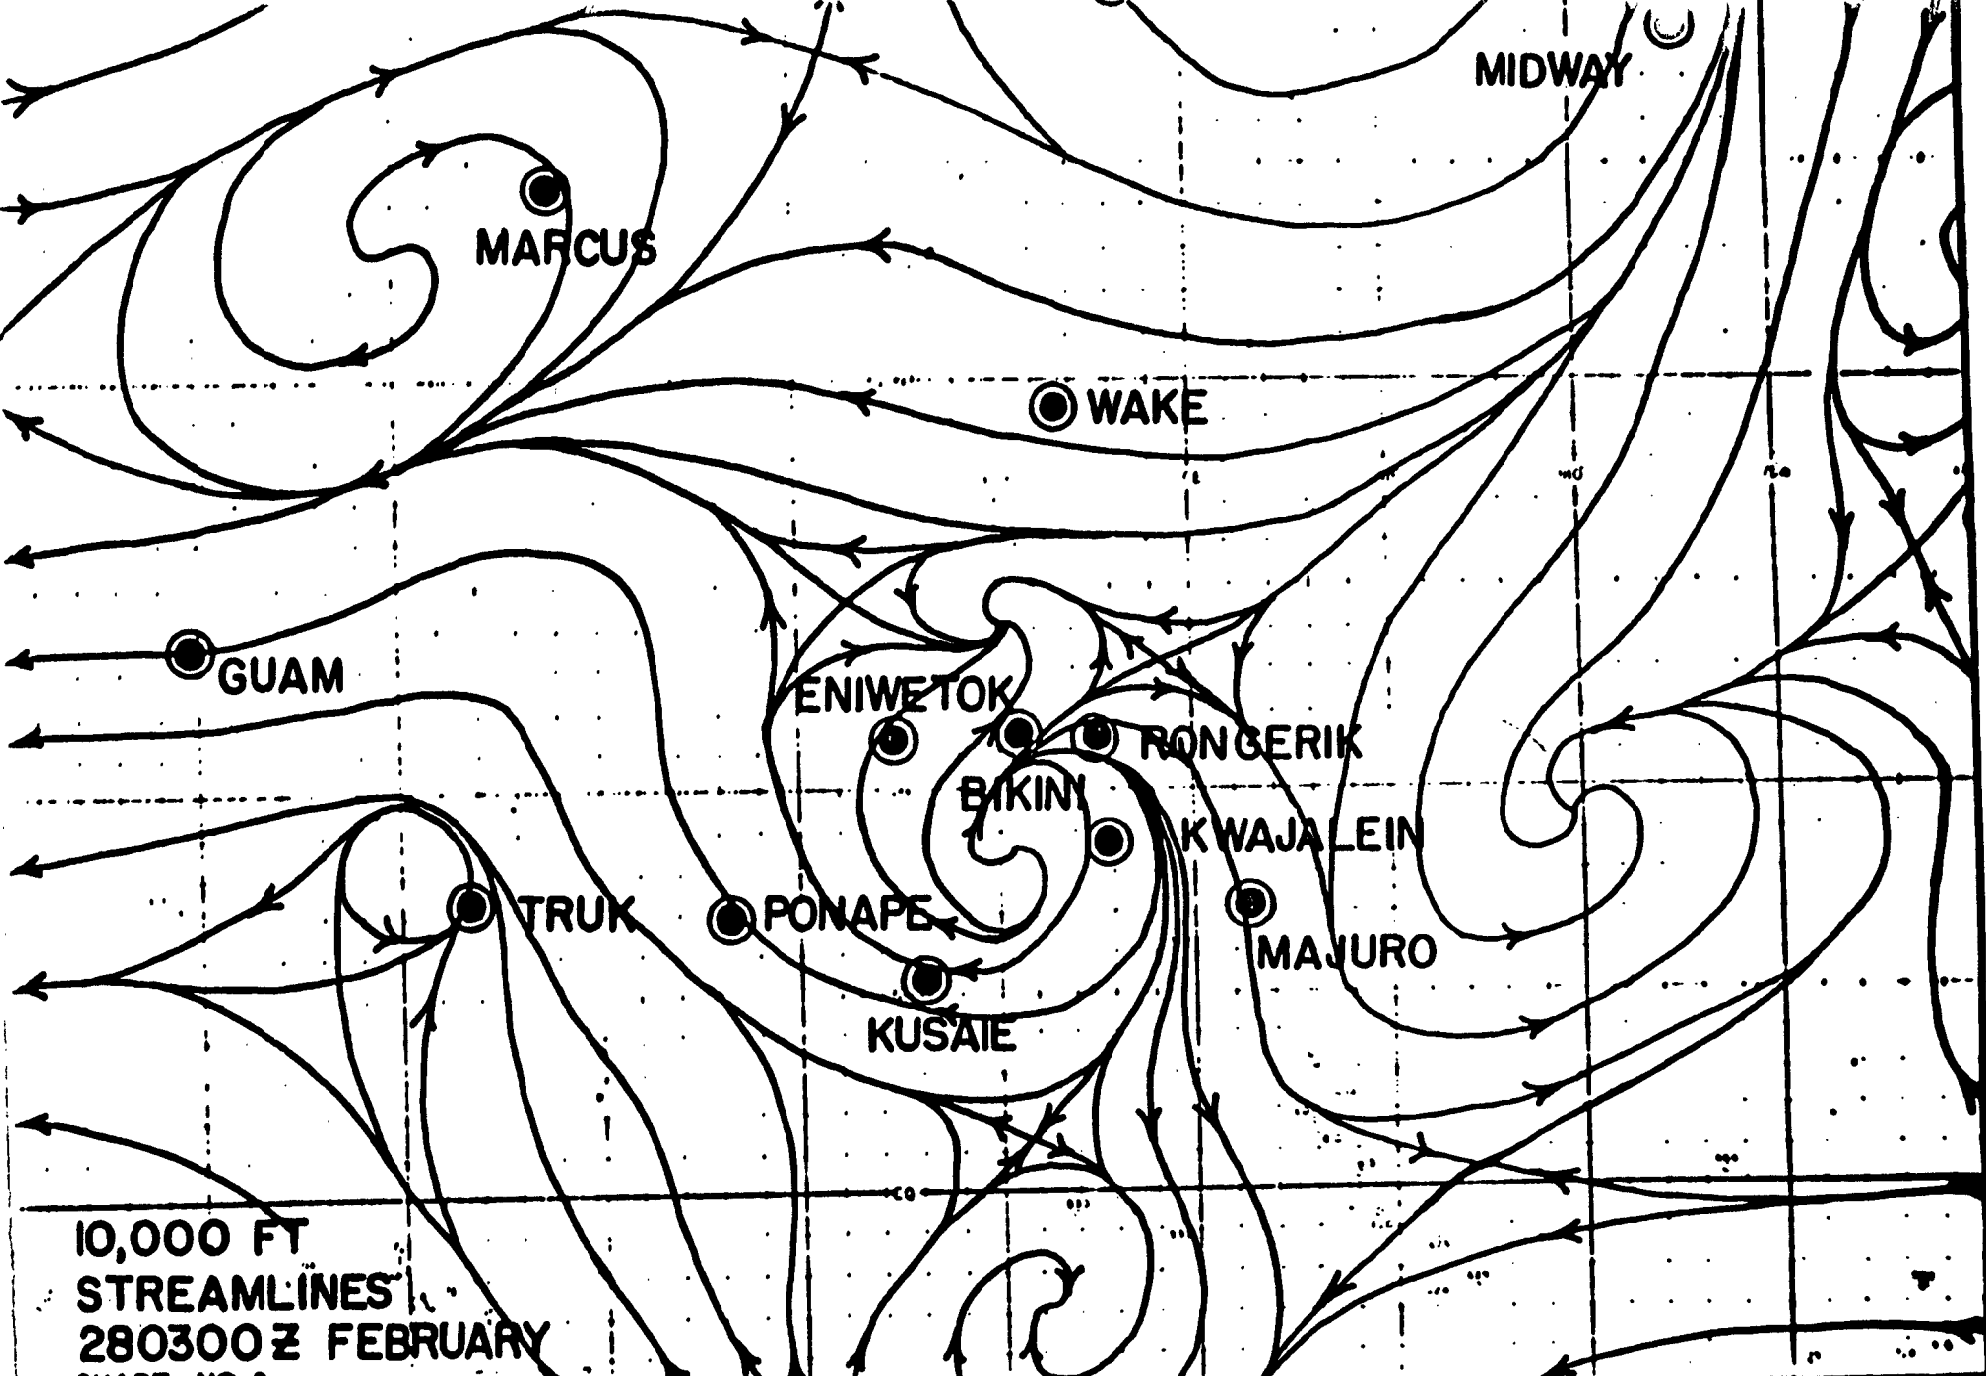 MIDWAY
MARCUS
WAKE
GUAM
ENIWETOK
RONGERIK
BIKINI
KWAJALEIN
TRUK
PONAPE
MAJURO
KUSAIE
10,000 FT
STREAMLINES
280300Z FEBRUARY